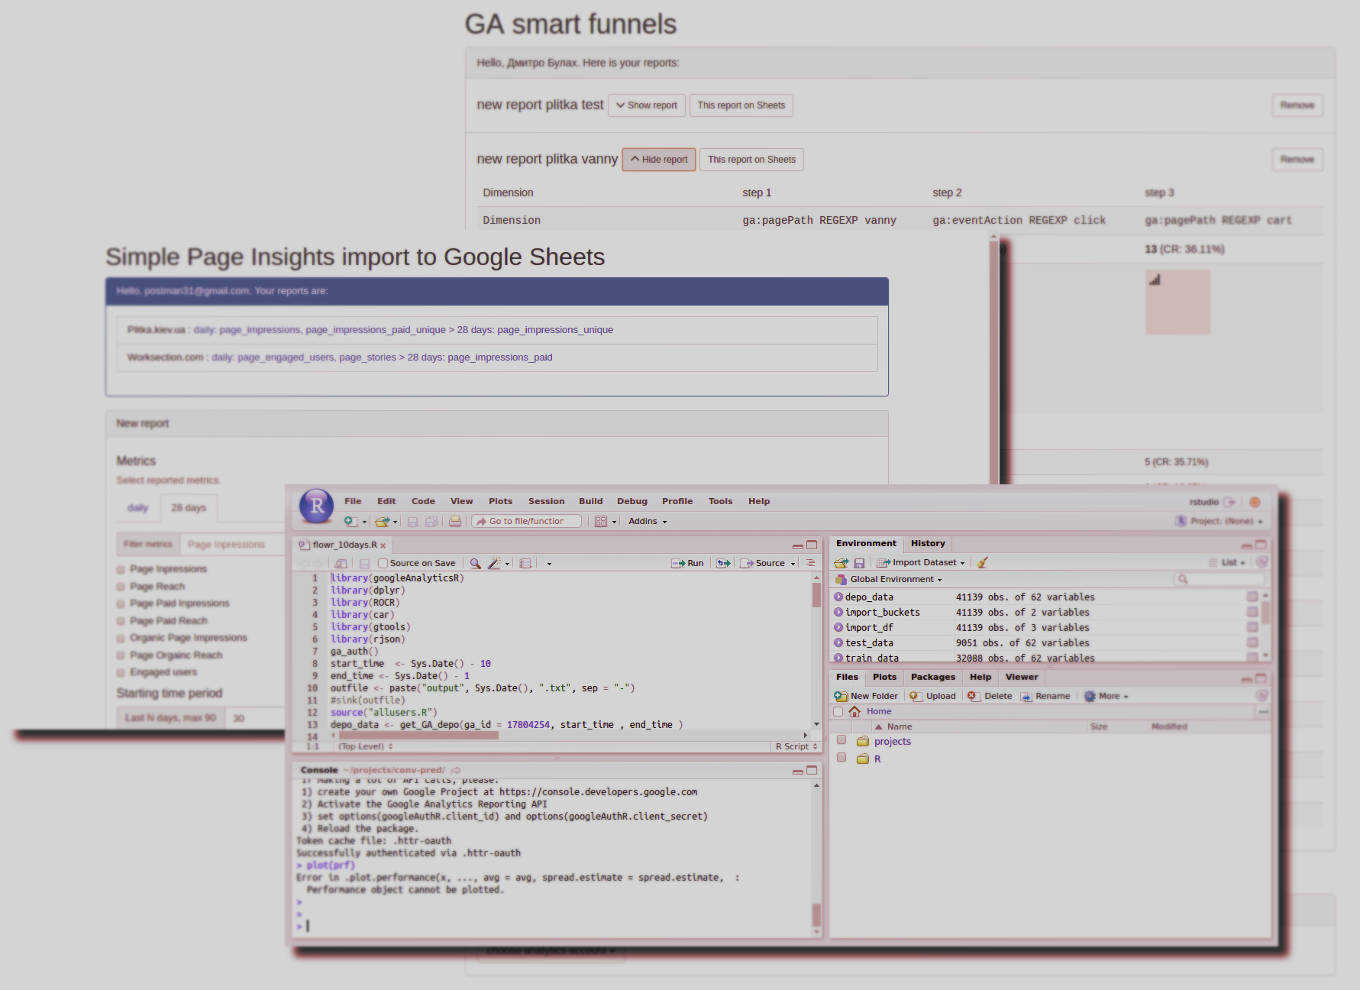 GA smart funnels
Hello, Дмитро Булах. Here is your reports:
new report plitka test Show report This report on Sheets Remove
new report plitka vanny Hide report This report on Sheets Remove
Dimension step 1 step 2 step 3
Dimension ga:pagePath REGEXP vanny ga:eventAction REGEXP click ga:pagePath REGEXP cart
13 (CR: 36.11%)
5 (CR: 35.71%)
Simple Page Insights import to Google Sheets
Hello, postman31@gmail.com. Your reports are:
Plitka.kiev.ua : daily: page_impressions, page_impressions_paid_unique > 28 days: page_impressions_unique
Worksection.com : daily: page_engaged_users, page_stories > 28 days: page_impressions_paid
New report
Metrics
Select reported metrics.
daily 28 days
Filter metrics Page Inpressions
Page Inpressions
Page Reach
Page Paid Inpressions
Page Paid Reach
Organic Page Impressions
Page Orgainc Reach
Engaged users
Starting time period
Last N days, max 90 30
R File Edit Code View Plots Session Build Debug Profile Tools Help rstudio
Go to file/function Addins Project: (None)
flowr_10days.R
Source on Save Run Source
1 library(googleAnalyticsR)
2 library(dplyr)
3 library(ROCR)
4 library(car)
5 library(gtools)
6 library(rjson)
7 ga_auth()
8 start_time <- Sys.Date() - 10
9 end_time <- Sys.Date() - 1
10 outfile <- paste("output", Sys.Date(), ".txt", sep = "-")
11 #sink(outfile)
12 source("allusers.R")
13 depo_data <- get_GA_depo(ga_id = 17804254, start_time , end_time )
14
1:1 (Top Level) R Script
Console ~/projects/conv-pred/
If making a lot of API calls, please:
1) create your own Google Project at https://console.developers.google.com
2) Activate the Google Analytics Reporting API
3) set options(googleAuthR.client_id) and options(googleAuthR.client_secret)
4) Reload the package.
Token cache file: .httr-oauth
Successfully authenticated via .httr-oauth
> plot(prf)
Error in .plot.performance(x, ..., avg = avg, spread.estimate = spread.estimate, :
Performance object cannot be plotted.
>
>
>
Environment History
Import Dataset List
Global Environment
depo_data 41139 obs. of 62 variables
import_buckets 41139 obs. of 2 variables
import_df 41139 obs. of 3 variables
test_data 9051 obs. of 62 variables
train_data 32088 obs. of 62 variables
Files Plots Packages Help Viewer
New Folder Upload Delete Rename More
Home
Name Size Modified
projects
R
choose analytics account